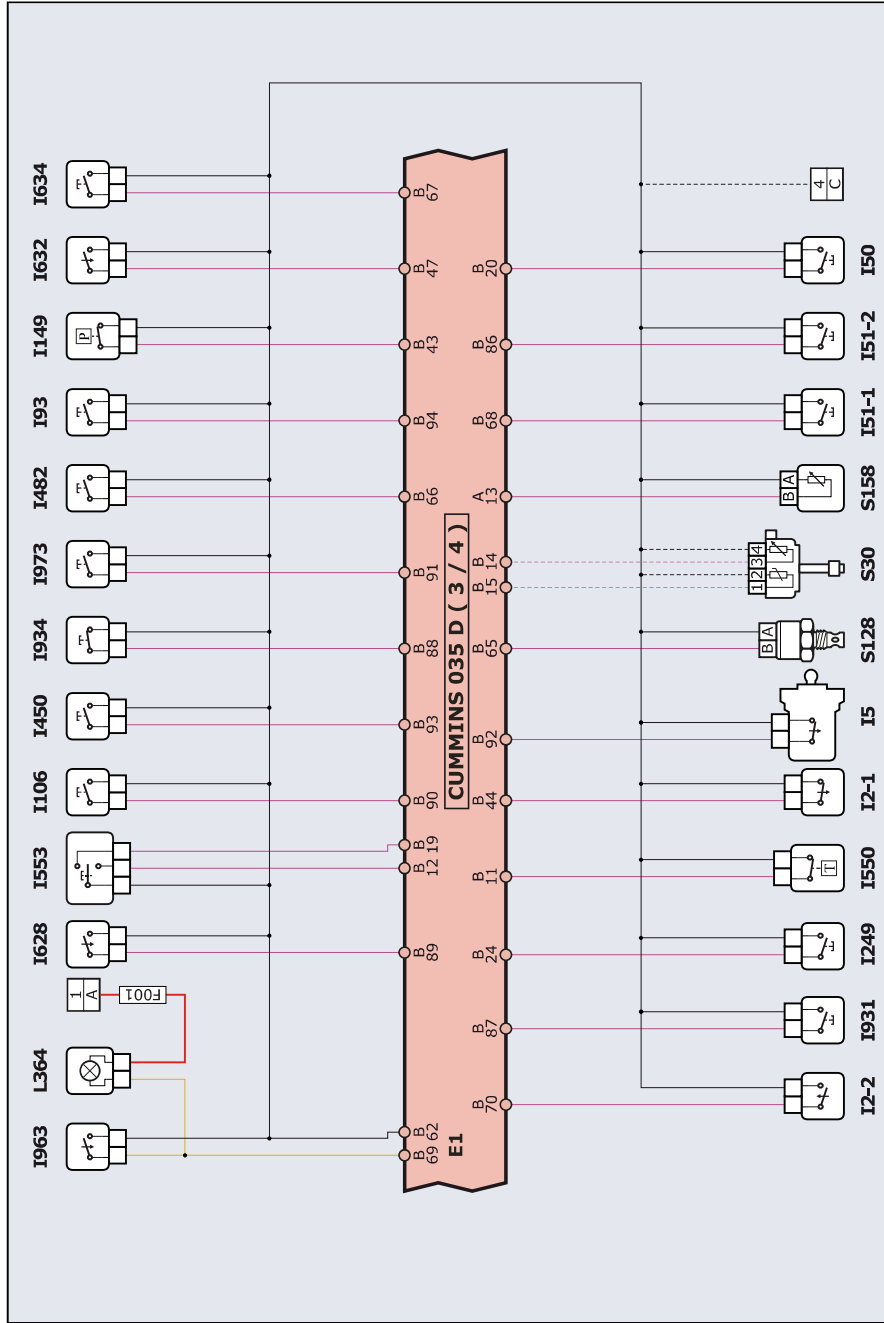 I963 L364 I628 I553 I106 I450 I934 I973 I482 I93 I149 I632 I634
1
A
P
F001
B B B B B B B B B B B B B B
69 62 89 12 19 90 93 88 91 66 94 43 47 67
E1
CUMMINS 035 D ( 3 / 4 )
B B B B B B B B B A B B B
70 87 24 11 44 92 65 15 14 13 68 86 20
1 2 3 4
B A
B A
4
C
T
I2-2 I931 I249 I550 I2-1 I5 S128 S30 S158 I51-1 I51-2 I50